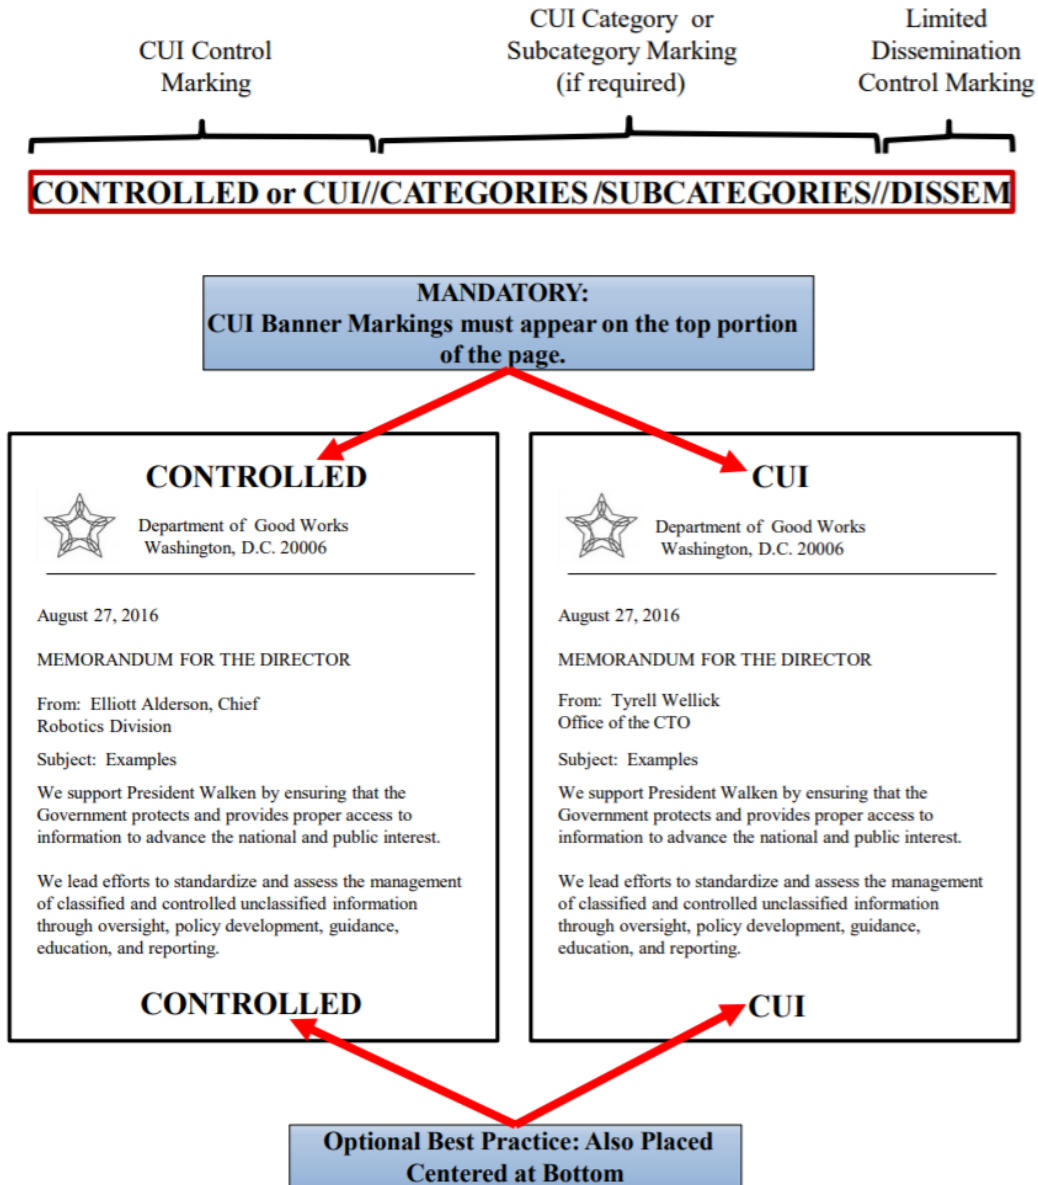 CUI Control
Marking
CUI Category or
Subcategory Marking
(if required)
Limited
Dissemination
Control Marking
CONTROLLED or CUI//CATEGORIES /SUBCATEGORIES//DISSEM
MANDATORY:
CUI Banner Markings must appear on the top portion
of the page.
CONTROLLED
Department of Good Works
Washington, D.C. 20006
August 27, 2016
MEMORANDUM FOR THE DIRECTOR
From: Elliott Alderson, Chief
Robotics Division
Subject: Examples
We support President Walken by ensuring that the
Government protects and provides proper access to
information to advance the national and public interest.
We lead efforts to standardize and assess the management
of classified and controlled unclassified information
through oversight, policy development, guidance,
education, and reporting.
CONTROLLED
CUI
Department of Good Works
Washington, D.C. 20006
August 27, 2016
MEMORANDUM FOR THE DIRECTOR
From: Tyrell Wellick
Office of the CTO
Subject: Examples
We support President Walken by ensuring that the
Government protects and provides proper access to
information to advance the national and public interest.
We lead efforts to standardize and assess the management
of classified and controlled unclassified information
through oversight, policy development, guidance,
education, and reporting.
CUI
Optional Best Practice: Also Placed
Centered at Bottom